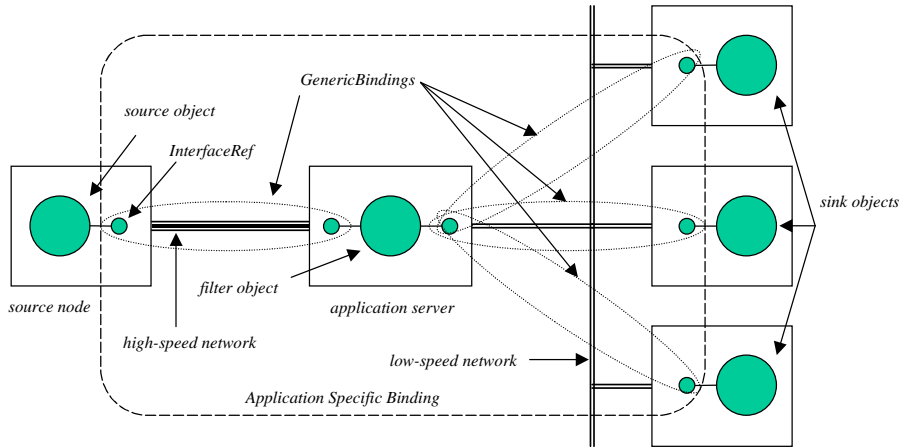 GenericBindings
source object
InterfaceRef
sink objects
filter object
source node
application server
high-speed network
low-speed network
Application Specific Binding